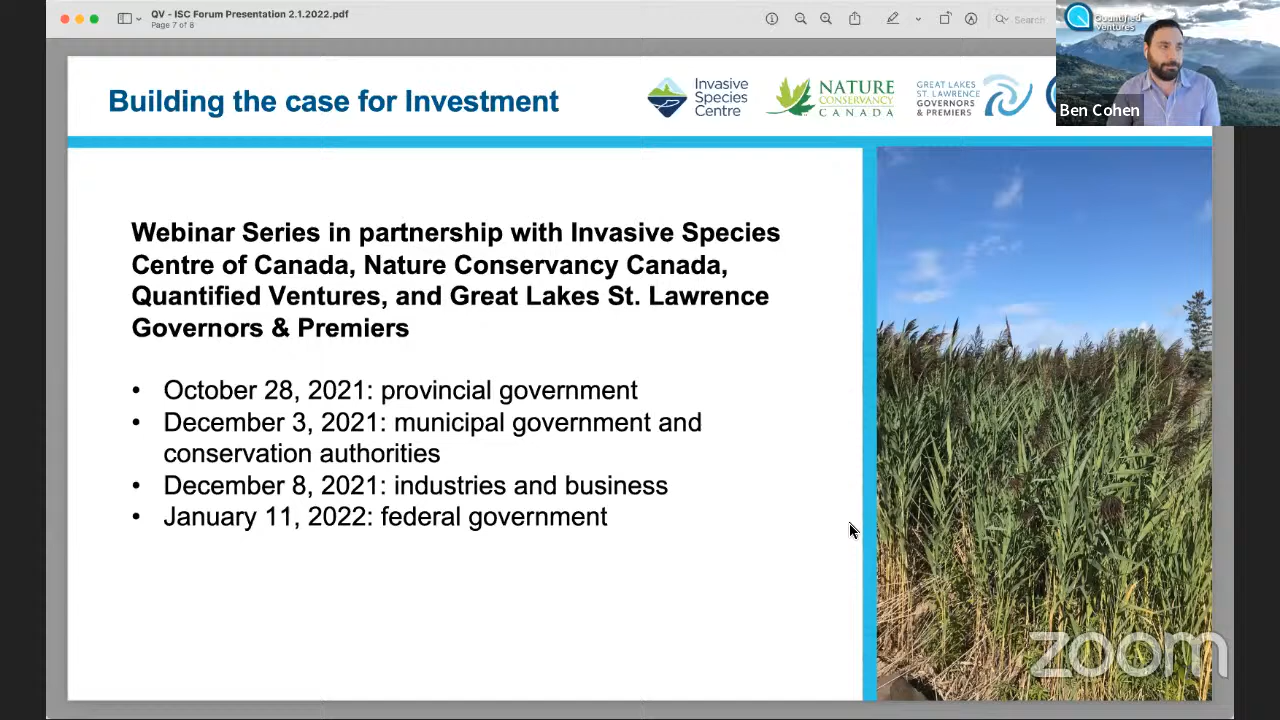 QV - ISC Forum Presentation 2.1.2022.pdf
Page 7 of 8
Search
Quantified
Ventures
Ben Cohen
Building the case for Investment
Invasive
Species
Centre
NATURE
CONSERVANCY
CANADA
GREAT LAKES
ST. LAWRENCE
GOVERNORS
& PREMIERS
Webinar Series in partnership with Invasive Species
Centre of Canada, Nature Conservancy Canada,
Quantified Ventures, and Great Lakes St. Lawrence
Governors & Premiers
• October 28, 2021: provincial government
• December 3, 2021: municipal government and
conservation authorities
• December 8, 2021: industries and business
• January 11, 2022: federal government
zoom